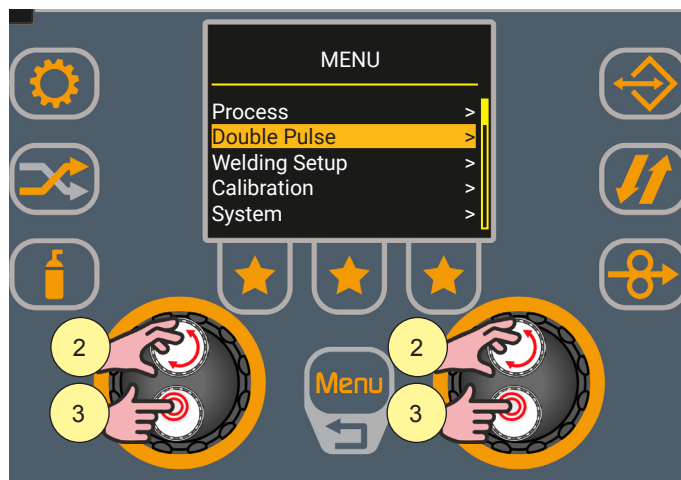 MENU
Process >
Double Pulse >
Welding Setup >
Calibration >
System >
2
2
Menu
3
3